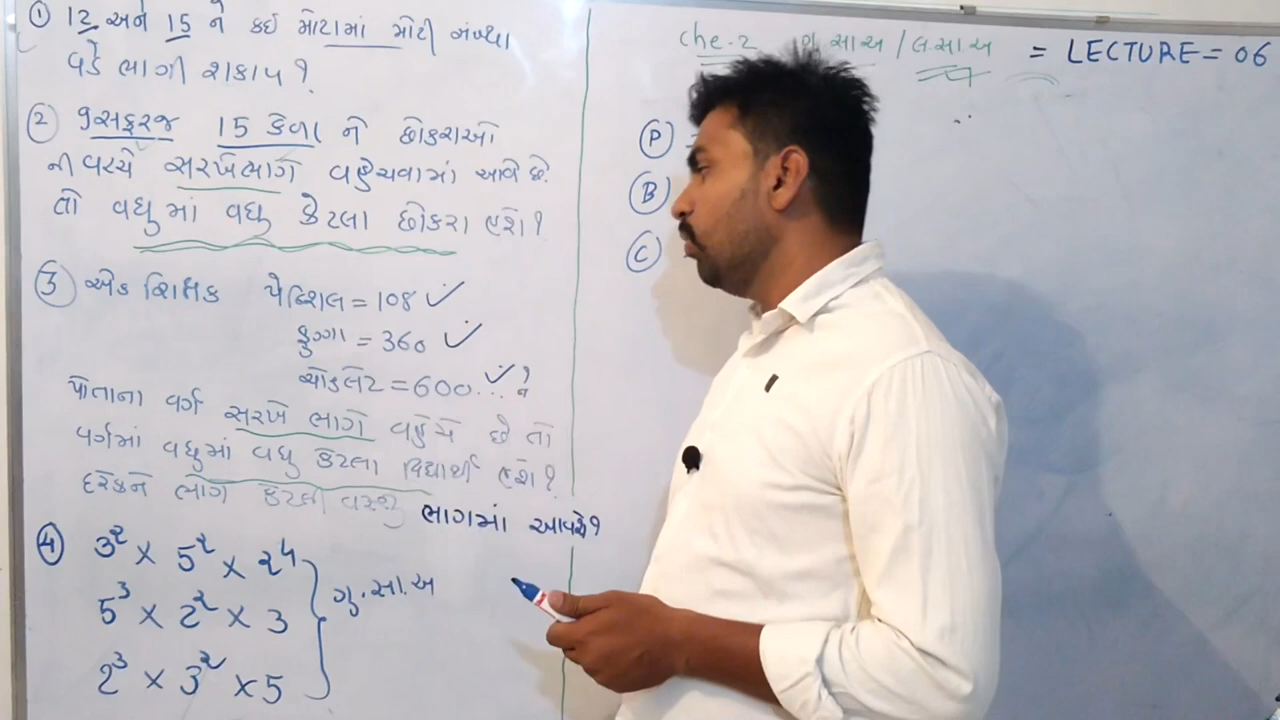 ① 12 અને 15 ને કઈ મોટામાં મોટી સંખ્યા
વડે ભાગી શકાય?
② 9 સફરજ 15 કેળા ને છોકરાઓ
ની વચ્ચે સરખેભાગે વહેચવામાં આવે છે.
તો વધુમાં વધુ કેટલા છોકરા હશે?
③ એક શિક્ષક પેન્શિલ = 108 ✓
ફુગ્ગા = 360 ✓
ચોકલેટ = 600... ✓ ?
પોતાના વર્ગ સરખે ભાગે વહેચે છે તો
વર્ગમાં વધુમાં વધુ કેટલા વિદ્યાર્થી હશે?
દરેકને ભાગે કેટલી વસ્તુ ભાગમાં આવશે?
④ 3² × 5² × 2⁴
5³ × 2² × 3
2³ × 3² × 5
ગુ.સા.અ
che.2 ગુ.સા.અ / લ.સા.અ = LECTURE = 06
Ⓟ =
Ⓑ
Ⓒ